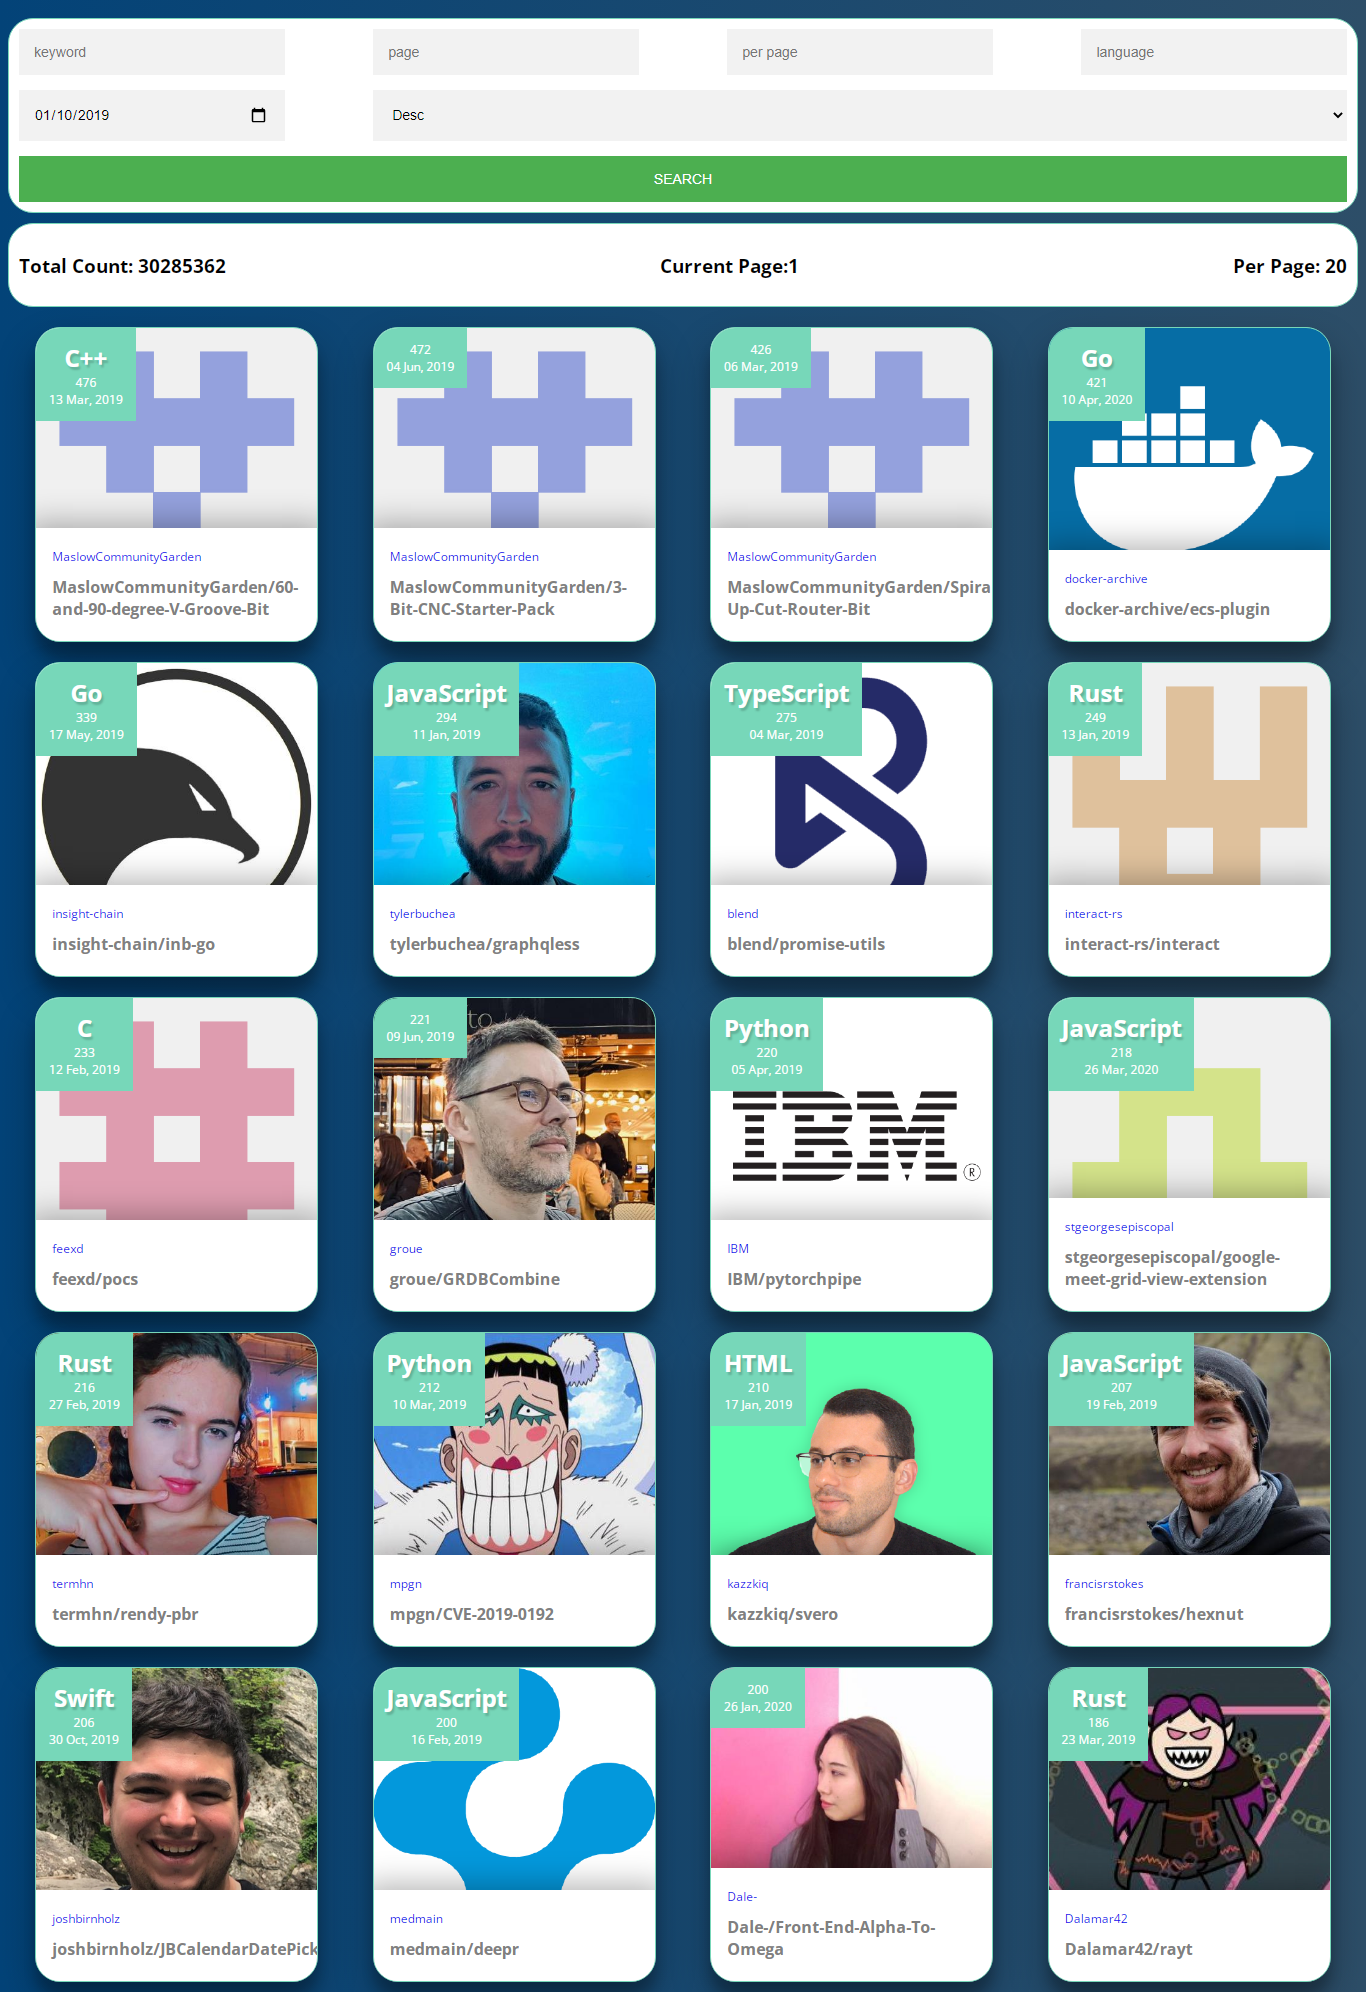 keyword
page
per page
language
01/10/2019
Desc
SEARCH
Total Count: 30285362
Current Page:1
Per Page: 20
C++
476
13 Mar, 2019
MaslowCommunityGarden
MaslowCommunityGarden/60-
and-90-degree-V-Groove-Bit
472
04 Jun, 2019
MaslowCommunityGarden
MaslowCommunityGarden/3-
Bit-CNC-Starter-Pack
426
06 Mar, 2019
MaslowCommunityGarden
MaslowCommunityGarden/Spira
Up-Cut-Router-Bit
Go
421
10 Apr, 2020
docker-archive
docker-archive/ecs-plugin
Go
339
17 May, 2019
insight-chain
insight-chain/inb-go
JavaScript
294
11 Jan, 2019
tylerbuchea
tylerbuchea/graphqless
TypeScript
275
04 Mar, 2019
blend
blend/promise-utils
Rust
249
13 Jan, 2019
interact-rs
interact-rs/interact
C
233
12 Feb, 2019
feexd
feexd/pocs
221
09 Jun, 2019
to
groue
groue/GRDBCombine
Python
220
05 Apr, 2019
IBM
®
IBM
IBM/pytorchpipe
JavaScript
218
26 Mar, 2020
stgeorgesepiscopal
stgeorgesepiscopal/google-
meet-grid-view-extension
Rust
216
27 Feb, 2019
termhn
termhn/rendy-pbr
Python
212
10 Mar, 2019
mpgn
mpgn/CVE-2019-0192
HTML
210
17 Jan, 2019
kazzkiq
kazzkiq/svero
JavaScript
207
19 Feb, 2019
francisrstokes
francisrstokes/hexnut
Swift
206
30 Oct, 2019
joshbirnholz
joshbirnholz/JBCalendarDatePick
JavaScript
200
16 Feb, 2019
medmain
medmain/deepr
200
26 Jan, 2020
Dale-
Dale-/Front-End-Alpha-To-
Omega
Rust
186
23 Mar, 2019
Dalamar42
Dalamar42/rayt